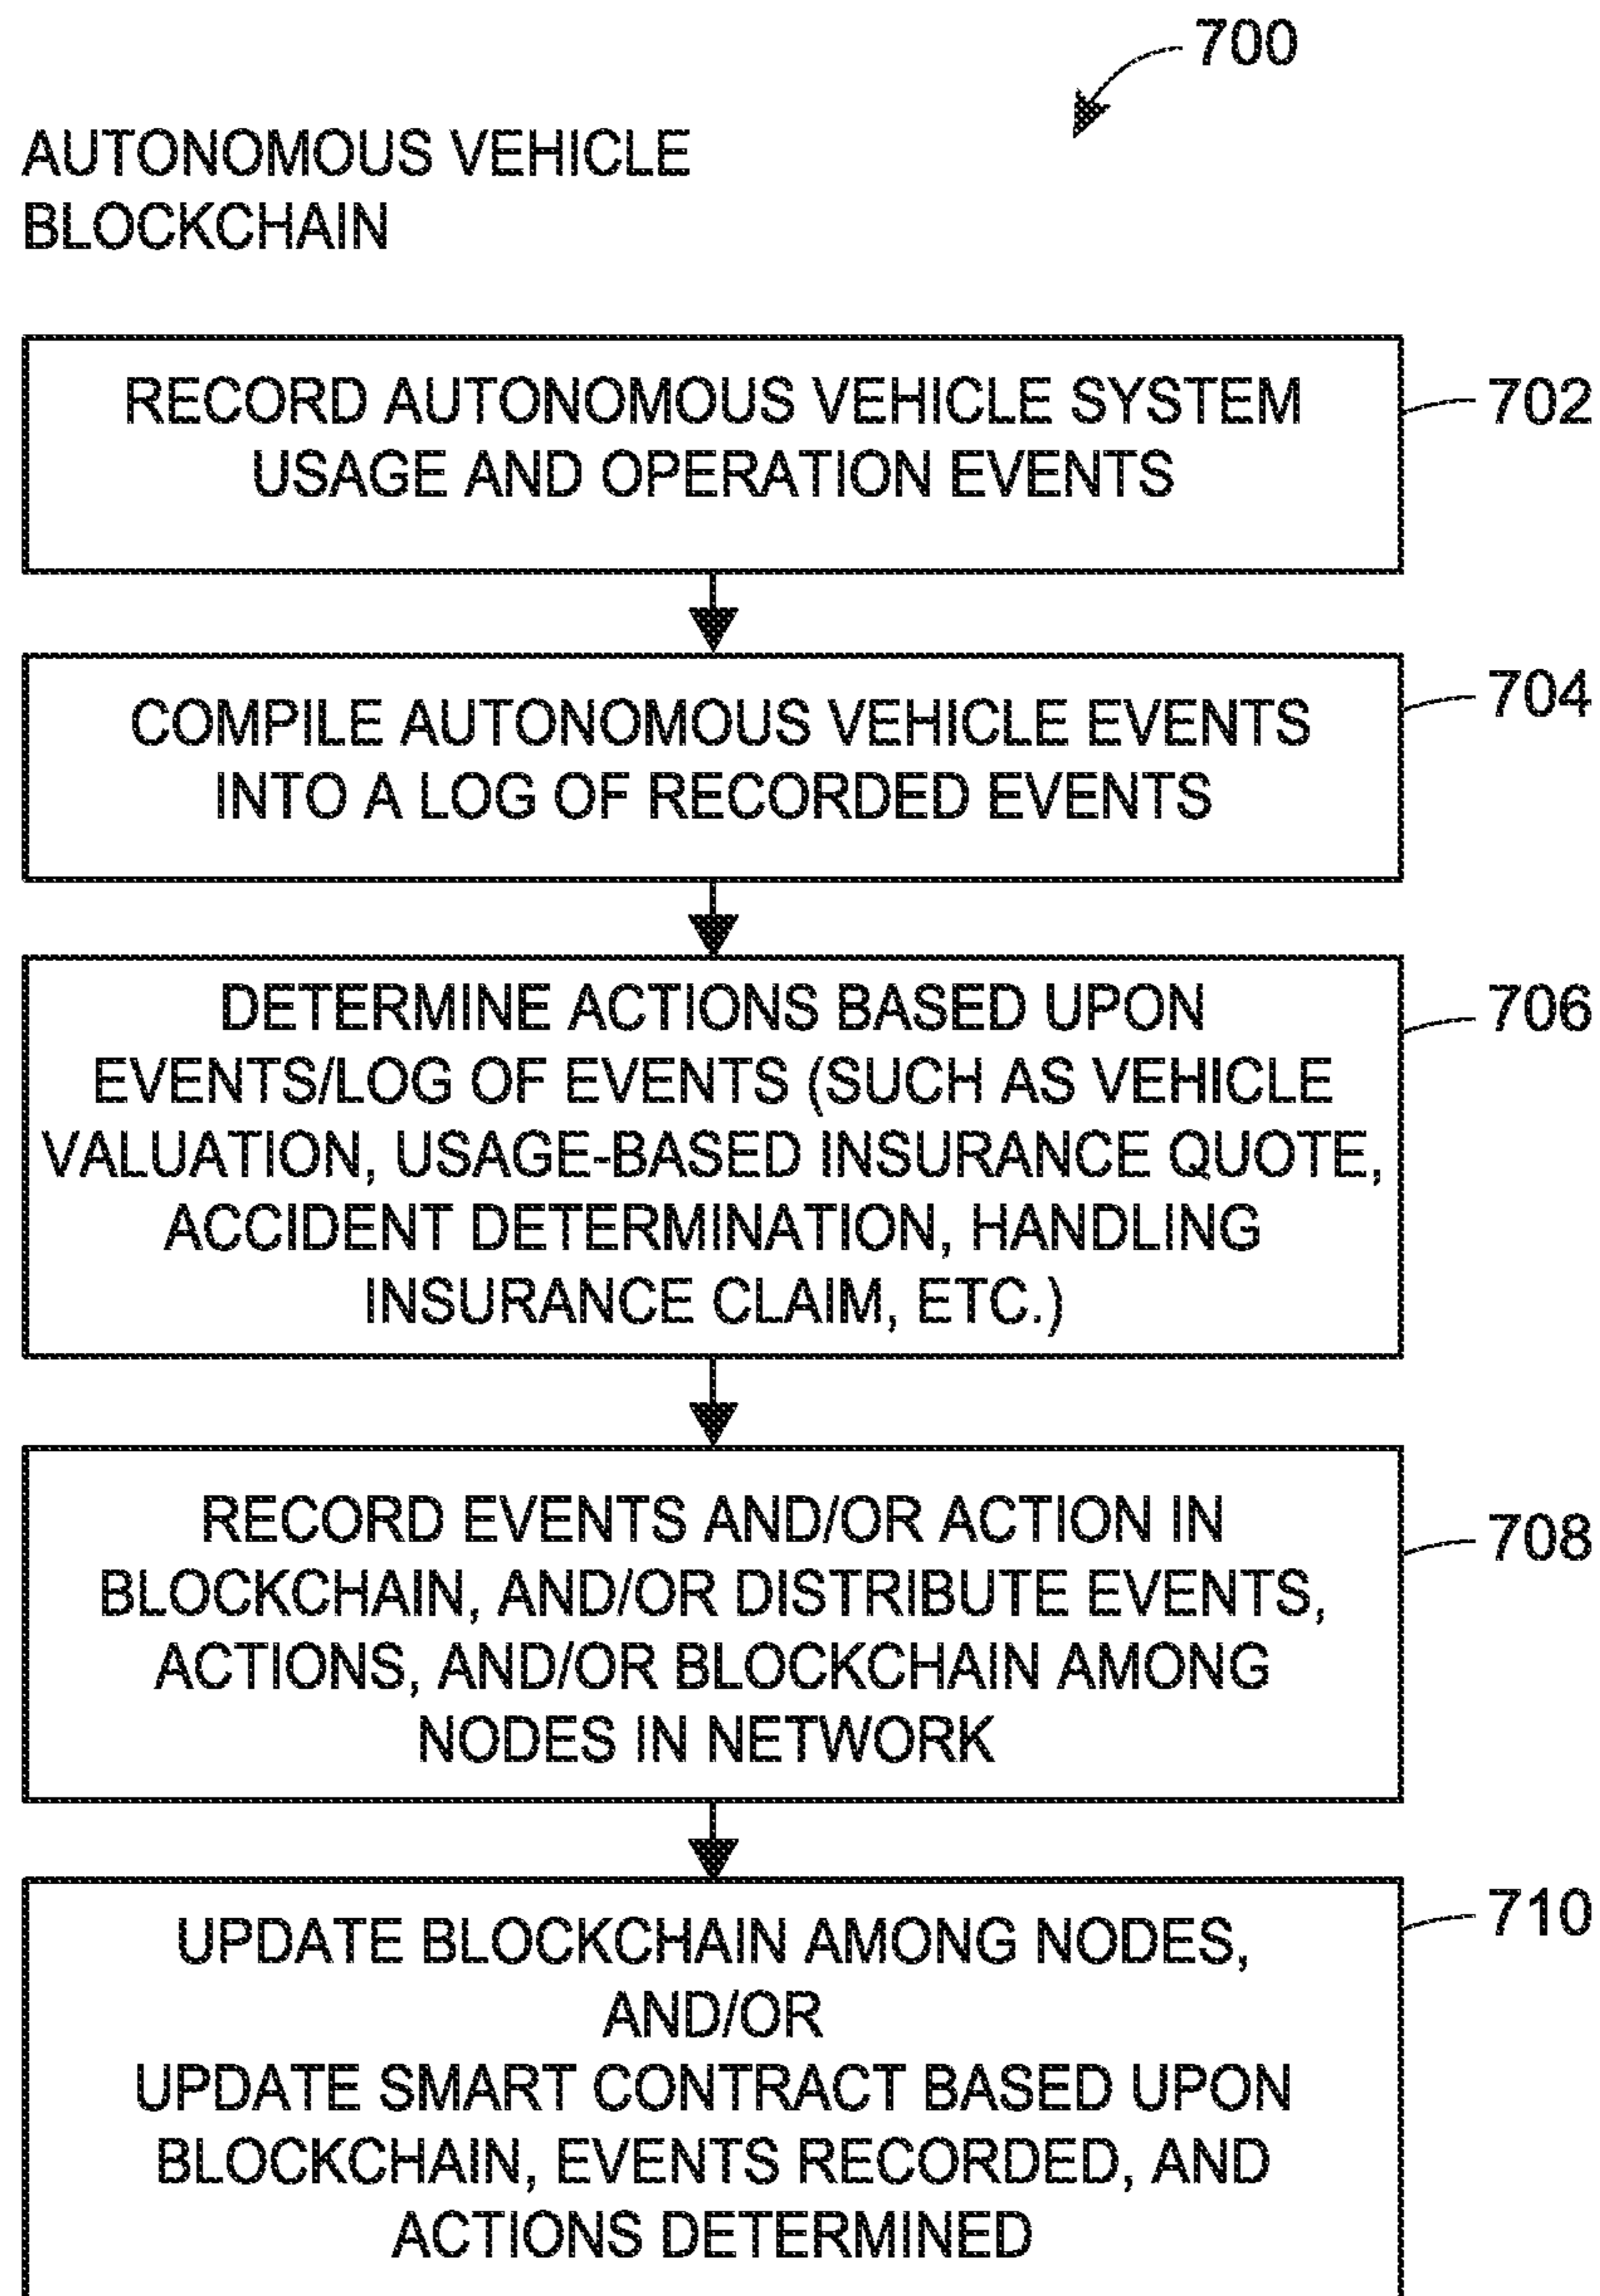 700
AUTONOMOUS VEHICLE
BLOCKCHAIN
RECORD AUTONOMOUS VEHICLE SYSTEM
USAGE AND OPERATION EVENTS
702
COMPILE AUTONOMOUS VEHICLE EVENTS
INTO A LOG OF RECORDED EVENTS
704
DETERMINE ACTIONS BASED UPON
EVENTS/LOG OF EVENTS (SUCH AS VEHICLE
VALUATION, USAGE-BASED INSURANCE QUOTE,
ACCIDENT DETERMINATION, HANDLING
INSURANCE CLAIM, ETC.)
706
RECORD EVENTS AND/OR ACTION IN
BLOCKCHAIN, AND/OR DISTRIBUTE EVENTS,
ACTIONS, AND/OR BLOCKCHAIN AMONG
NODES IN NETWORK
708
UPDATE BLOCKCHAIN AMONG NODES,
AND/OR
UPDATE SMART CONTRACT BASED UPON
BLOCKCHAIN, EVENTS RECORDED, AND
ACTIONS DETERMINED
710